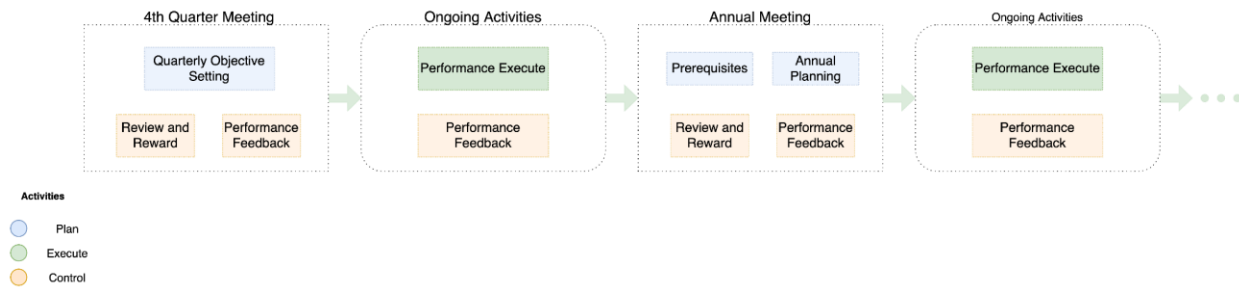 4th Quarter Meeting
Quarterly Objective
Setting
Review and
Reward
Performance
Feedback
Ongoing Activities
Performance Execute
Performance
Feedback
Annual Meeting
Prerequisites
Annual
Planning
Review and
Reward
Performance
Feedback
Ongoing Activities
Performance Execute
Performance
Feedback
Activities
Plan
Execute
Control